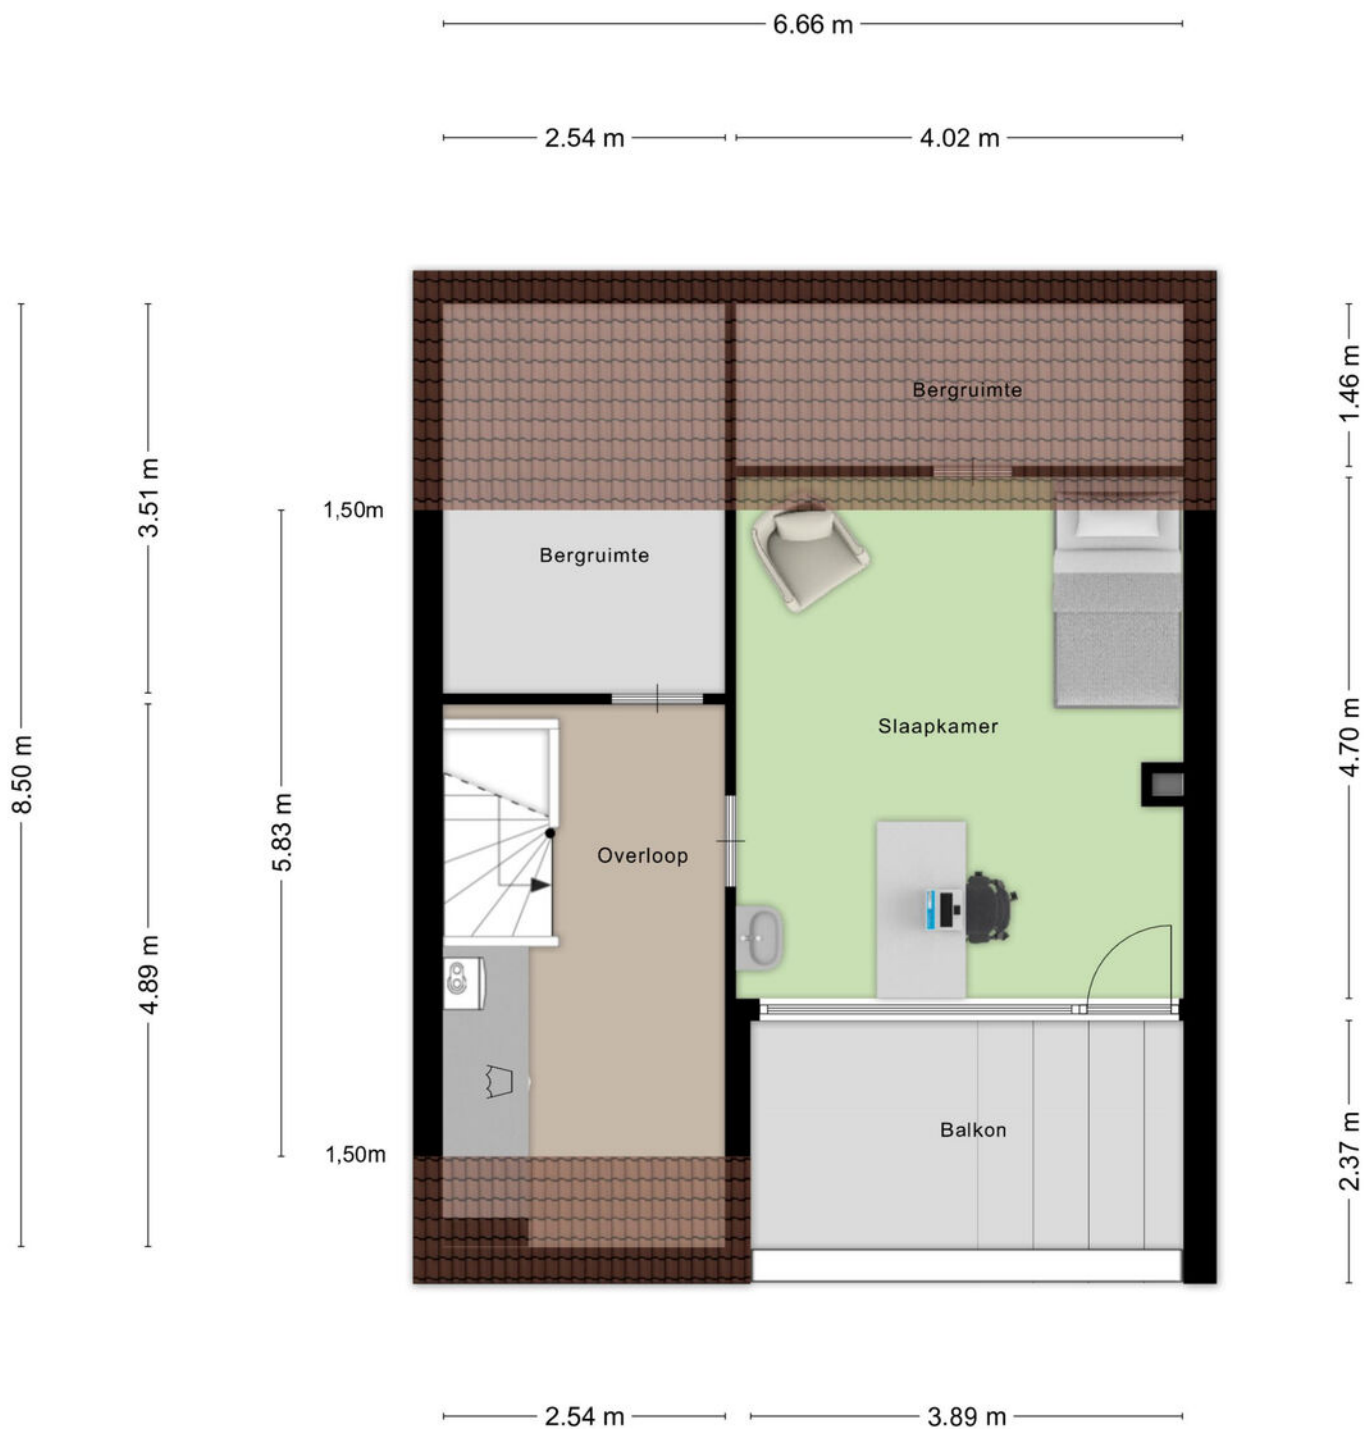 6.66 m
2.54 m
4.02 m
Bergruimte
1.46 m
3.51 m
1,50m
Bergruimte
Slaapkamer
4.70 m
8.50 m
5.83 m
Overloop
4.89 m
Balkon
2.37 m
1,50m
2.54 m
3.89 m